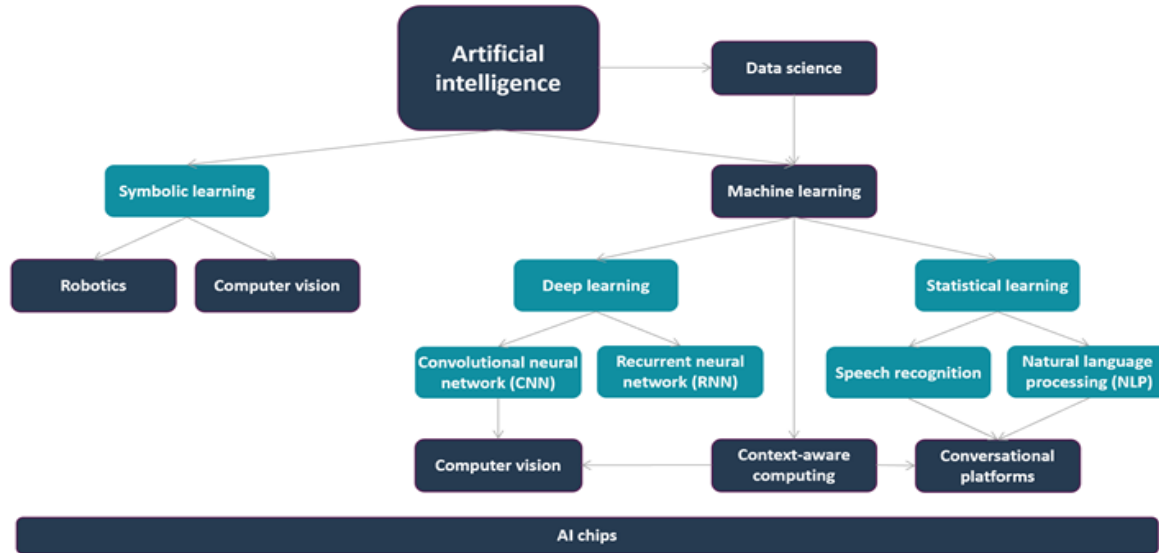 Artificial
intelligence
Data science
Symbolic learning
Machine learning
Robotics
Computer vision
Deep learning
Statistical learning
Convolutional neural
network (CNN)
Recurrent neural
network (RNN)
Speech recognition
Natural language
processing (NLP)
Computer vision
Context-aware
computing
Conversational
platforms
AI chips